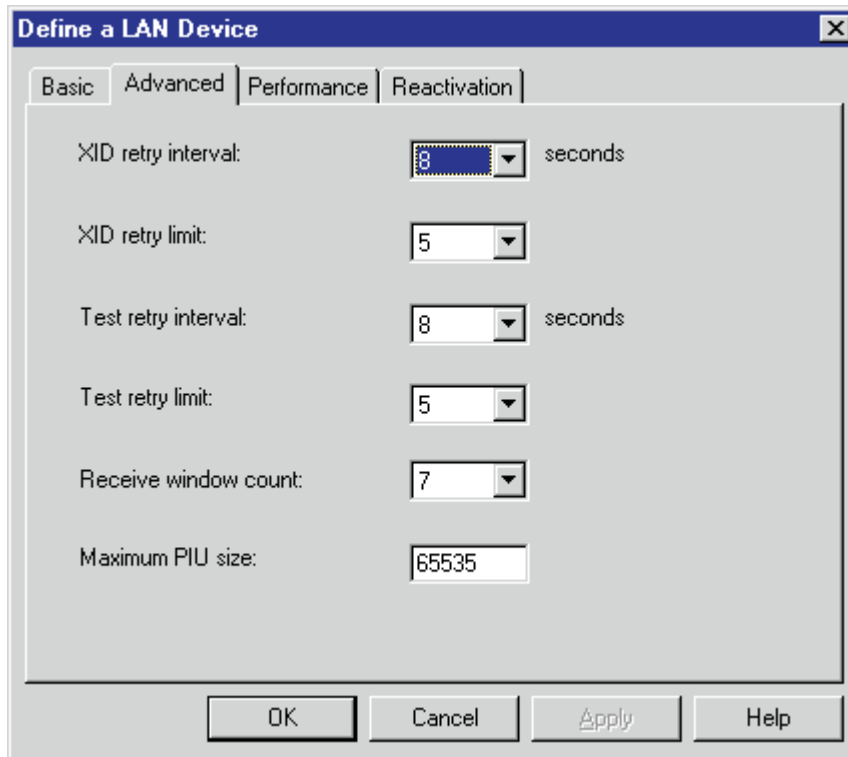 Define a LAN Device
Basic Advanced Performance Reactivation
XID retry interval: 8 seconds
XID retry limit: 5
Test retry interval: 8 seconds
Test retry limit: 5
Receive window count: 7
Maximum PIU size: 65535
OK Cancel Apply Help